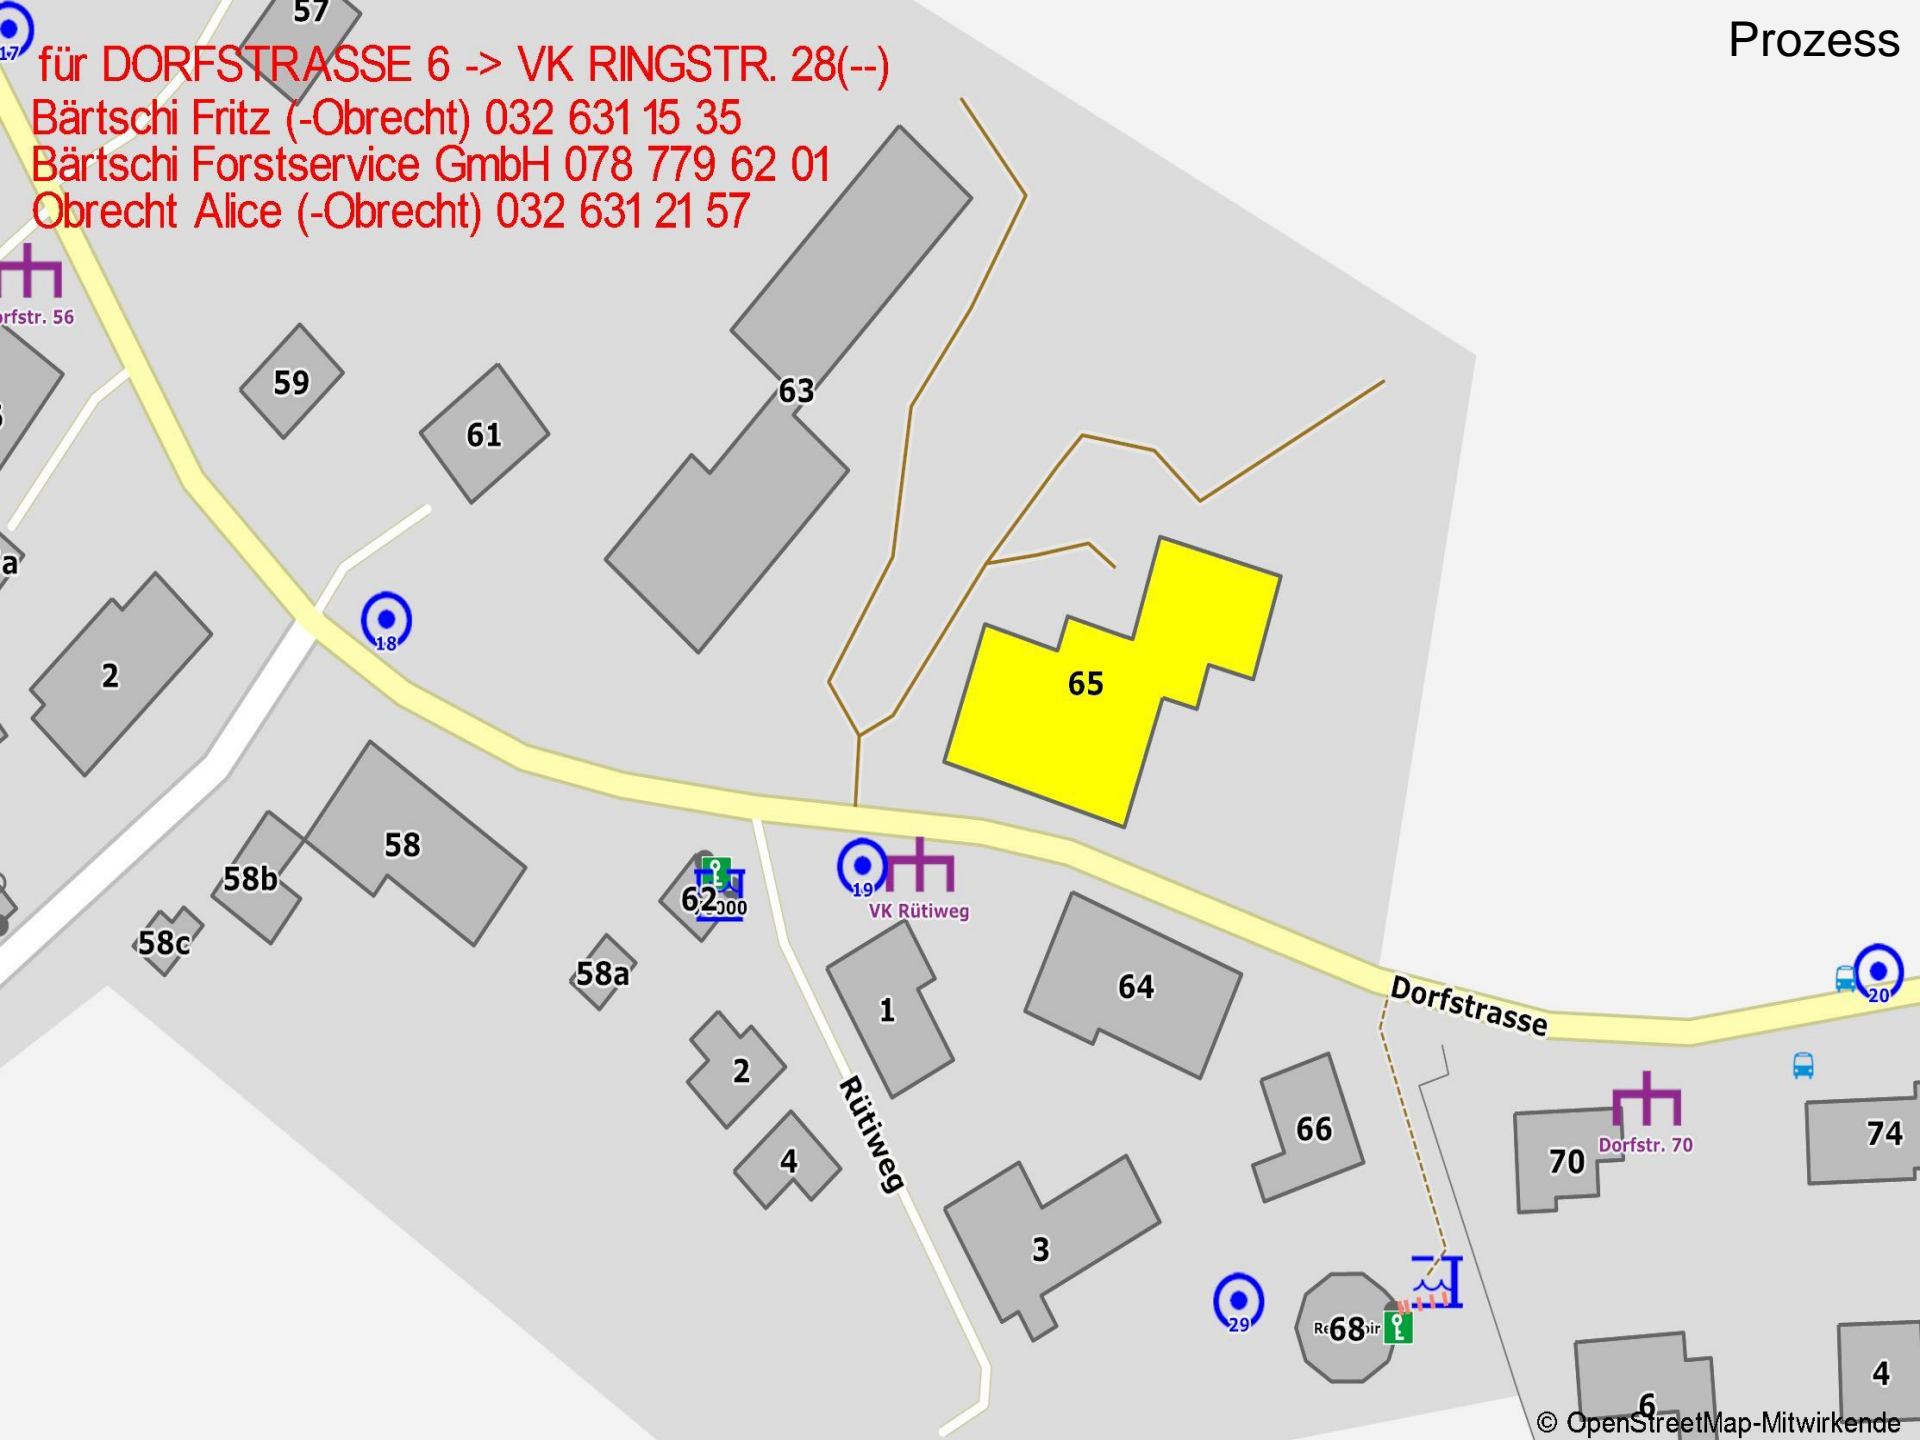 Prozess
57
17
für DORFSTRASSE 6 -> VK RINGSTR. 28(--)
Bärtschi Fritz (-Obrecht) 032 631 15 35
Bärtschi Forstservice GmbH 078 779 62 01
Obrecht Alice (-Obrecht) 032 631 21 57
56
59
61
63
a
18
2
65
58
58b
58c
62
19
VK Rütiweg
58a
1
64
Dorfstrasse
20
2
Rütiweg
4
66
70
Dorfstr. 70
74
3
29
68
4
6
© OpenStreetMap-Mitwirkende